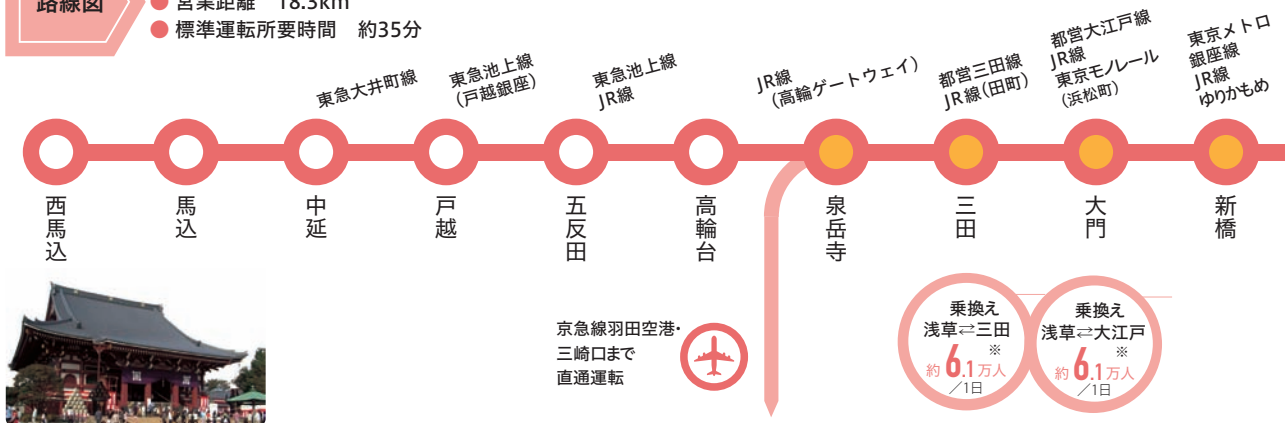 路線図
● 営業距離 18.3km
● 標準運転所要時間 約35分
東急大井町線
東急池上線
(戸越銀座)
東急池上線
JR線
JR線
(高輪ゲートウェイ)
都営三田線
JR線(田町)
都営大江戸線
JR線
東京モノレール
(浜松町)
東京メトロ
銀座線
JR線
ゆりかもめ
西馬込
馬込
中延
戸越
五反田
高輪台
泉岳寺
三田
大門
新橋
京急線羽田空港・
三崎口まで
直通運転
乗換え
浅草⇄三田
約6.1万人※
／1日
乗換え
浅草⇄大江戸
約6.1万人※
／1日